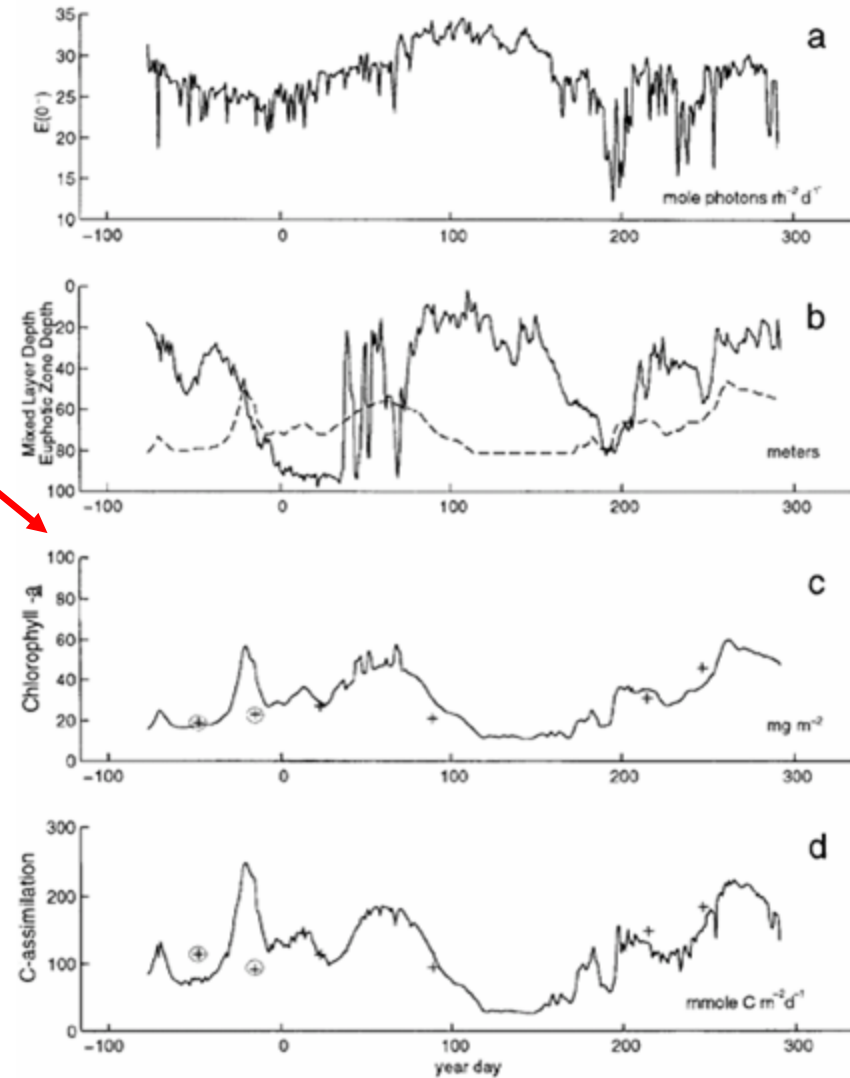 a
35
30
25
20
15
10
E(0⁻)
mole photons m⁻² d⁻¹
-100 0 100 200 300
b
0
20
40
60
80
100
Mixed Layer Depth
Euphotic Zone Depth
meters
-100 0 100 200 300
c
100
80
60
40
20
0
Chlorophyll -a
mg m⁻²
-100 0 100 200 300
d
300
200
100
0
C-assimilation
mmole C m⁻²d⁻¹
-100 0 100 200 300
year day